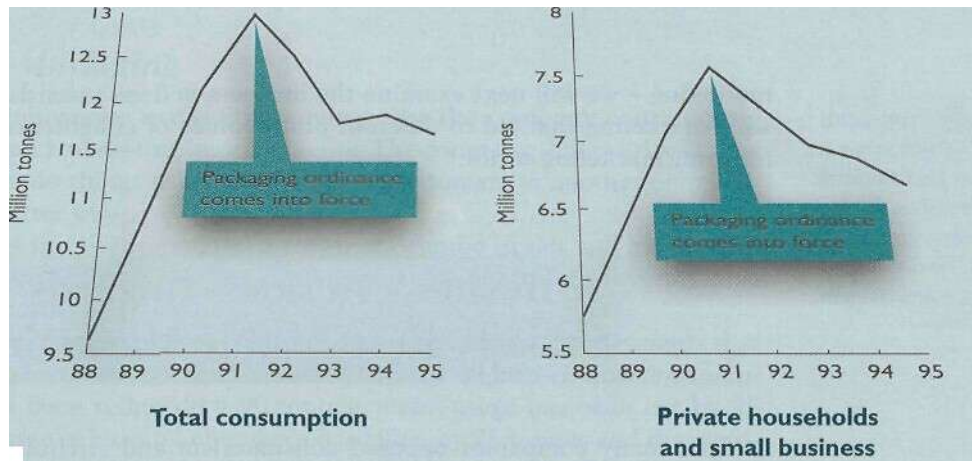 13
12.5
12
11.5
11
10.5
10
9.5
Million tonnes
Packaging ordinance
comes into force
88 89 90 91 92 93 94 95
Total consumption
8
7.5
7
6.5
6
5.5
Million tonnes
Packaging ordinance
comes into force
88 89 90 91 92 93 94 95
Private households
and small business